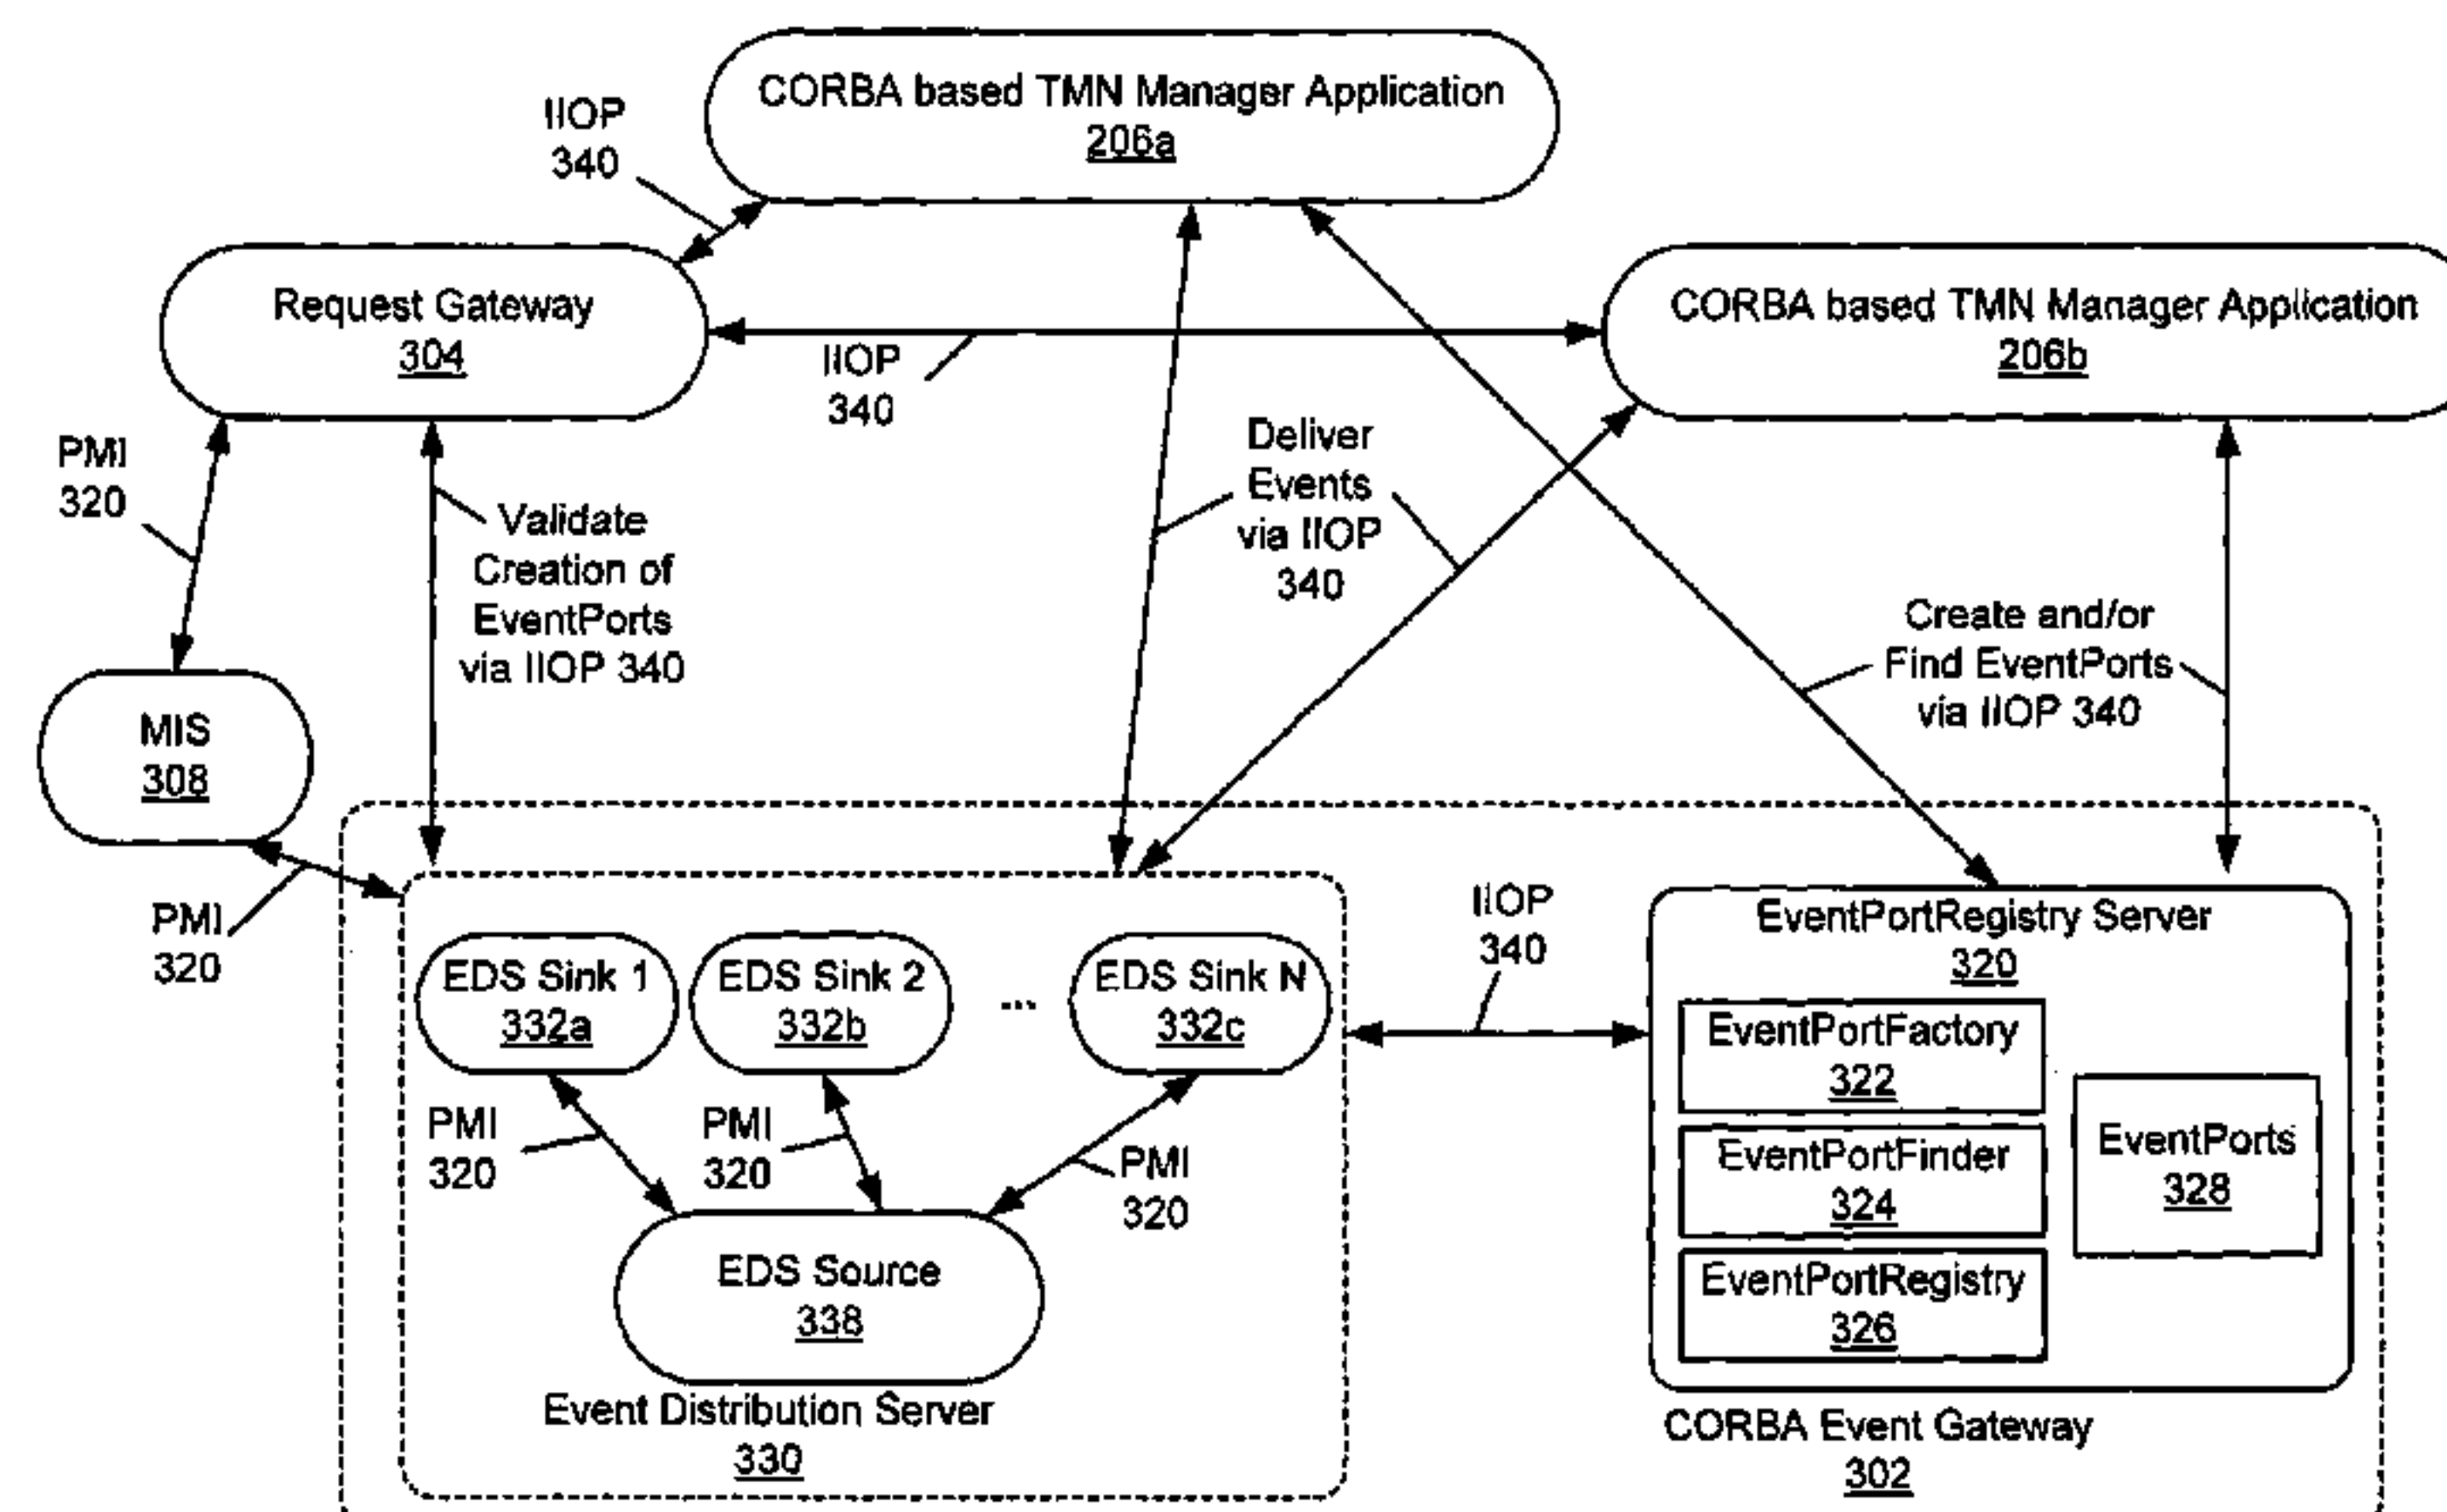 CORBA based TMN Manager Application
206a
IIOP
340
Request Gateway
304
CORBA based TMN Manager Application
206b
IIOP
340
PMI
320
Validate
Creation of
EventPorts
via IIOP 340
Deliver
Events
via IIOP
340
Create and/or
Find EventPorts
via IIOP 340
MIS
308
PMI
320
IIOP
340
EventPortRegistry Server
320
EDS Sink 1
332a
EDS Sink 2
332b
...
EDS Sink N
332c
EventPortFactory
322
EventPortFinder
324
EventPortRegistry
326
EventPorts
328
PMI
320
PMI
320
PMI
320
EDS Source
338
Event Distribution Server
330
CORBA Event Gateway
302